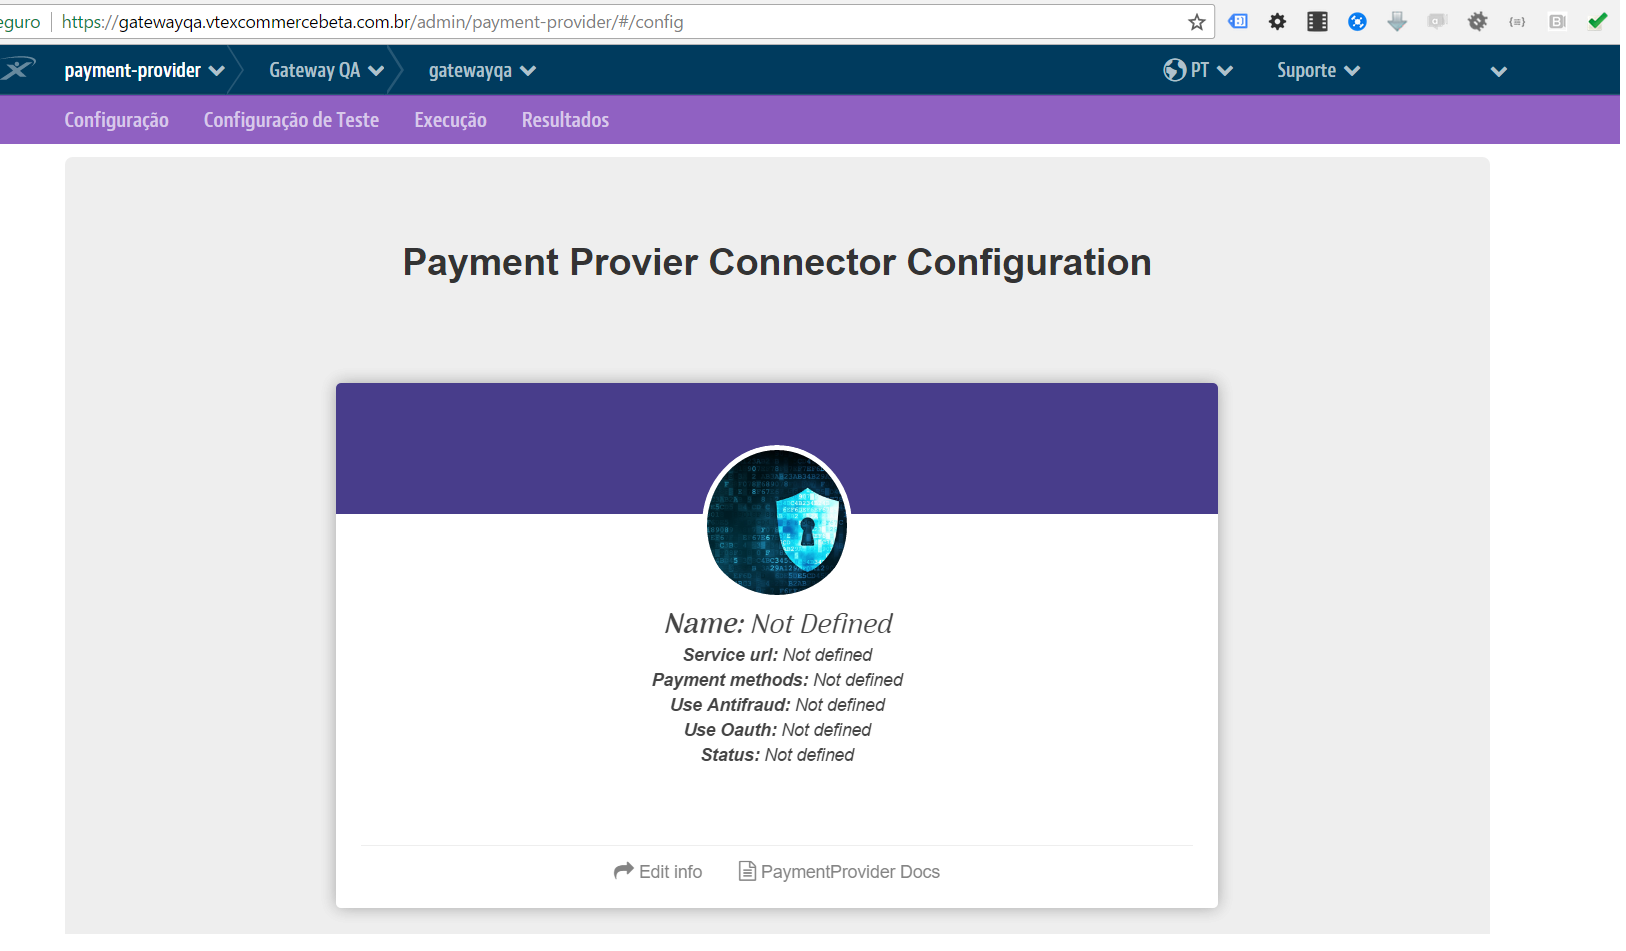 eguro https://gatewayqa.vtexcommercebeta.com.br/admin/payment-provider/#/config
payment-provider Gateway QA gatewayqa PT Suporte
Configuração Configuração de Teste Execução Resultados
Payment Provier Connector Configuration
Name: Not Defined
Service url: Not defined
Payment methods: Not defined
Use Antifraud: Not defined
Use Oauth: Not defined
Status: Not defined
Edit info PaymentProvider Docs